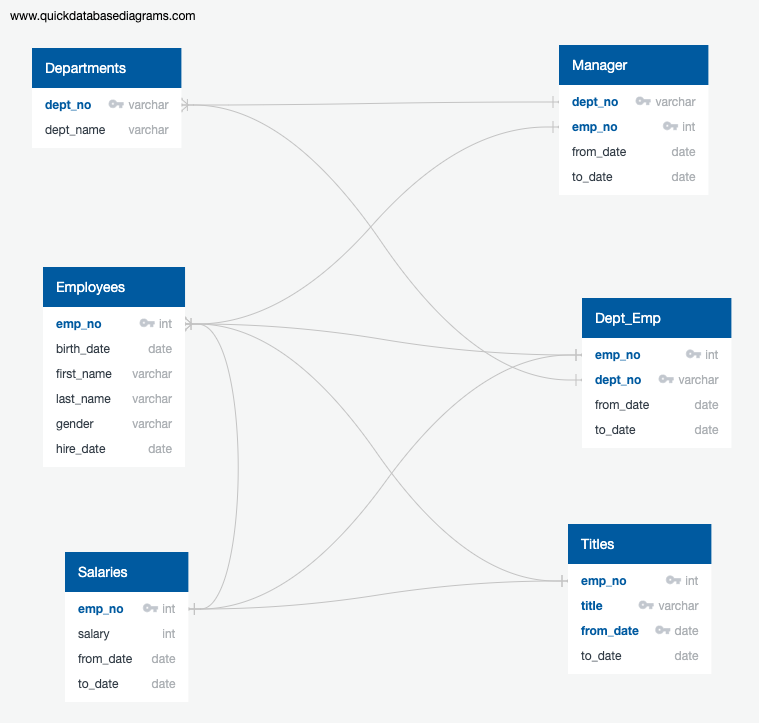 www.quickdatabasediagrams.com
Departments
dept_no varchar
dept_name varchar
Manager
dept_no varchar
emp_no int
from_date date
to_date date
Employees
emp_no int
birth_date date
first_name varchar
last_name varchar
gender varchar
hire_date date
Dept_Emp
emp_no int
dept_no varchar
from_date date
to_date date
Salaries
emp_no int
salary int
from_date date
to_date date
Titles
emp_no int
title varchar
from_date date
to_date date